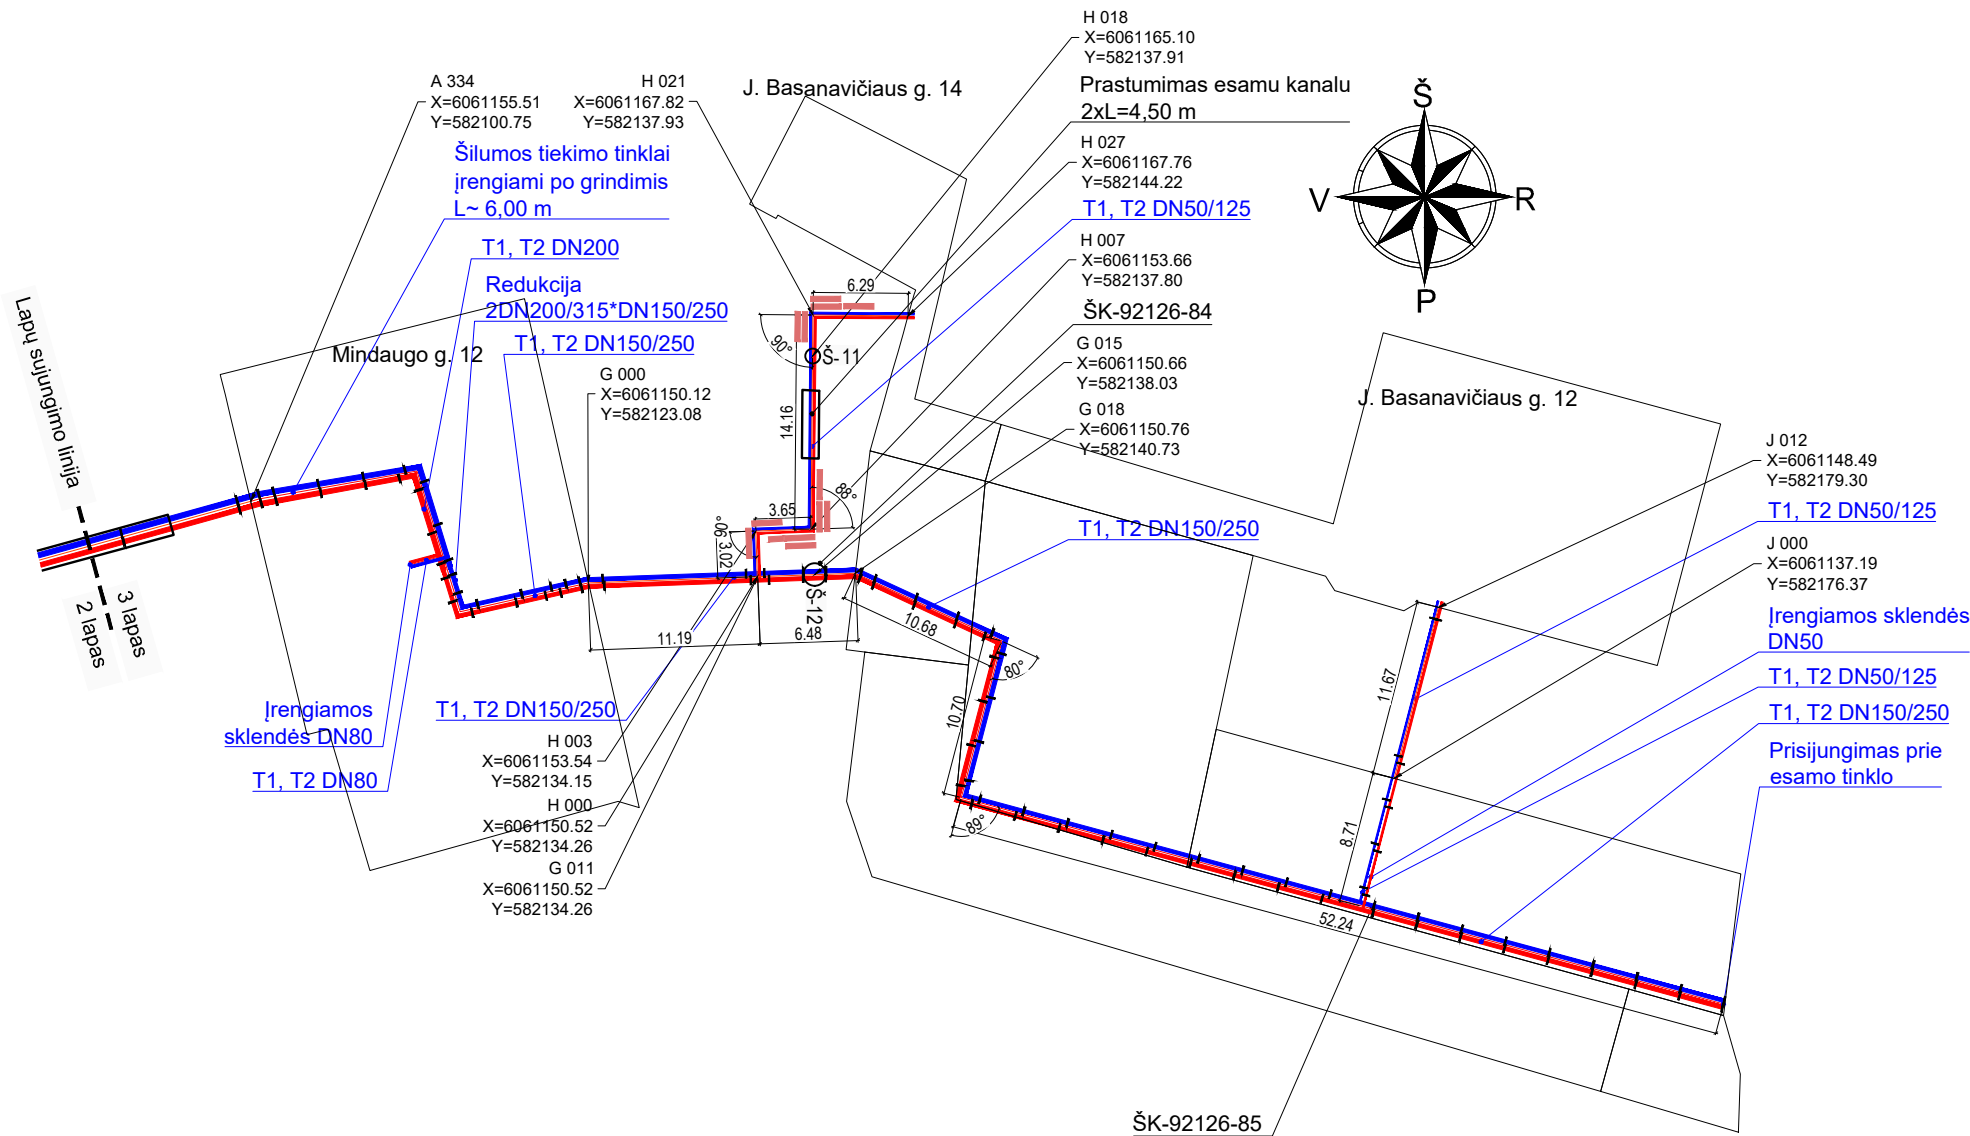 H 018
X=6061165.10
Y=582137.91
A 334
X=6061155.51
Y=582100.75
H 021
X=6061167.82
Y=582137.93
J. Basanavičiaus g. 14
Prastumimas esamu kanalu
2xL=4,50 m
Š
V
R
P
Šilumos tiekimo tinklai
įrengiami po grindimis
L~ 6,00 m
H 027
X=6061167.76
Y=582144.22
T1, T2 DN50/125
T1, T2 DN200
H 007
X=6061153.66
Y=582137.80
Redukcija
2DN200/315*DN150/250
6.29
ŠK-92126-84
T1, T2 DN150/250
Mindaugo g. 12
90°
Š-11
G 015
X=6061150.66
Y=582138.03
G 000
X=6061150.12
Y=582123.08
J. Basanavičiaus g. 12
14.16
G 018
X=6061150.76
Y=582140.73
Lapų sujungimo linija
J 012
X=6061148.49
Y=582179.30
88°
3.65
T1, T2 DN150/250
T1, T2 DN50/125
90°
3.02
J 000
X=6061137.19
Y=582176.37
3 lapas
2 lapas
Š-12
11.19
6.48
10.68
80°
Įrengiamos sklendės
DN50
T1, T2 DN50/125
11.67
10.70
T1, T2 DN150/250
Įrengiamos
sklendės DN80
T1, T2 DN150/250
Prisijungimas prie
esamo tinklo
T1, T2 DN80
H 003
X=6061153.54
Y=582134.15
H 000
X=6061150.52
Y=582134.26
89°
8.71
G 011
X=6061150.52
Y=582134.26
52.24
ŠK-92126-85